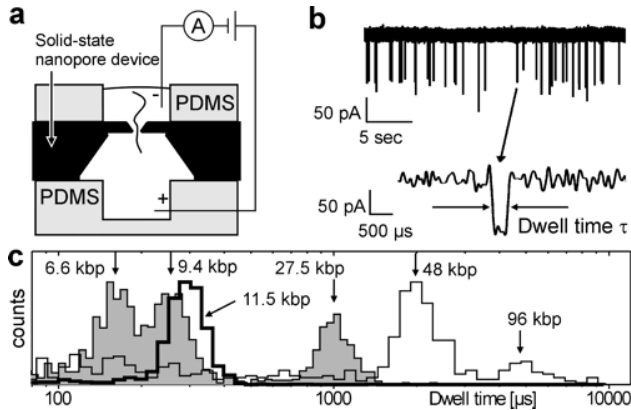 a
Solid-state
nanopore device
A
-
PDMS
PDMS
+
b
50 pA
5 sec
50 pA
500 µs
Dwell time τ
c
6.6 kbp
9.4 kbp
11.5 kbp
27.5 kbp
48 kbp
96 kbp
counts
Dwell time [µs]
100
1000
10000